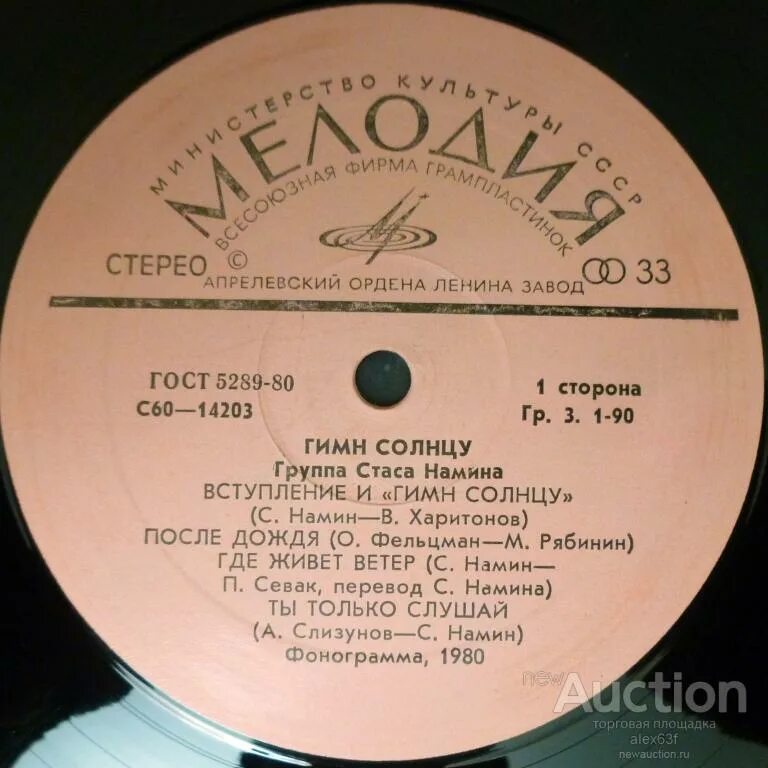 МИНИСТЕРСТВО КУЛЬТУРЫ СССР
МЕЛОДИЯ
ВСЕСОЮЗНАЯ ФИРМА ГРАМПЛАСТИНОК
СТЕРЕО © 33
АПРЕЛЕВСКИЙ ОРДЕНА ЛЕНИНА ЗАВОД
ГОСТ 5289-80 1 сторона
С60—14203 Гр. 3. 1-90
ГИМН СОЛНЦУ
Группа Стаса Намина
ВСТУПЛЕНИЕ И «ГИМН СОЛНЦУ»
(С. Намин—В. Харитонов)
ПОСЛЕ ДОЖДЯ (О. Фельцман—М. Рябинин)
ГДЕ ЖИВЕТ ВЕТЕР (С. Намин—
П. Севак, перевод С. Намина)
ТЫ ТОЛЬКО СЛУШАЙ
(А. Слизунов—С. Намин)
Фонограмма, 1980
newAuction
торговая площадка
alex63f
newauction.ru